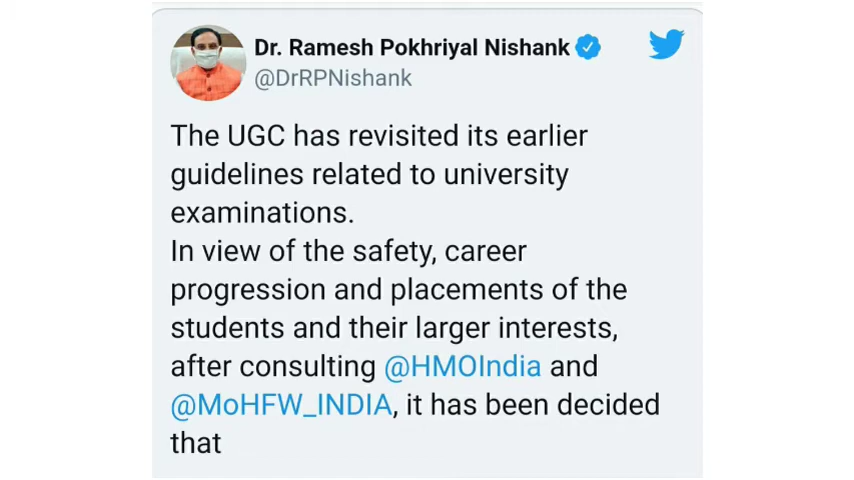 Dr. Ramesh Pokhriyal Nishank
@DrRPNishank
The UGC has revisited its earlier
guidelines related to university
examinations.
In view of the safety, career
progression and placements of the
students and their larger interests,
after consulting @HMOIndia and
@MoHFW_INDIA, it has been decided
that